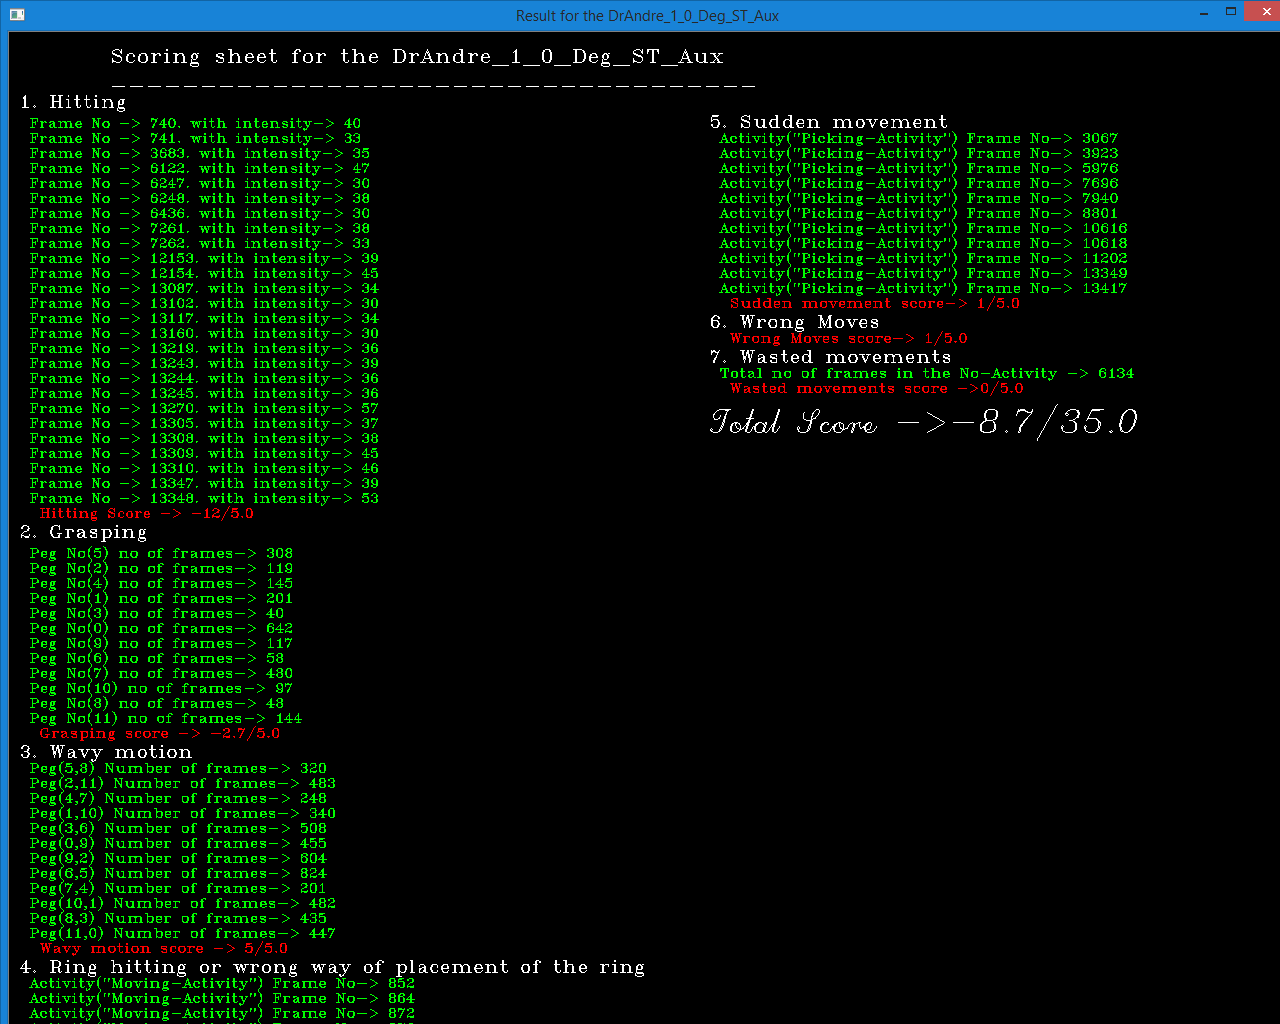 Result for the DrAndre_1_0_Deg_ST_Aux
Scoring sheet for the DrAndre_1_0_Deg_ST_Aux
____________________________________
1. Hitting
Frame No -> 740. with intensity-> 40
Frame No -> 741. with intensity-> 33
Frame No -> 3683. with intensity-> 35
Frame No -> 6122. with intensity-> 47
Frame No -> 6247. with intensity-> 30
Frame No -> 6248. with intensity-> 38
Frame No -> 6436. with intensity-> 30
Frame No -> 7261. with intensity-> 38
Frame No -> 7262. with intensity-> 33
Frame No -> 12153. with intensity-> 39
Frame No -> 12154. with intensity-> 45
Frame No -> 13087. with intensity-> 34
Frame No -> 13102. with intensity-> 30
Frame No -> 13117. with intensity-> 34
Frame No -> 13160. with intensity-> 30
Frame No -> 13219. with intensity-> 36
Frame No -> 13243. with intensity-> 39
Frame No -> 13244. with intensity-> 36
Frame No -> 13245. with intensity-> 36
Frame No -> 13270. with intensity-> 57
Frame No -> 13305. with intensity-> 37
Frame No -> 13308. with intensity-> 38
Frame No -> 13309. with intensity-> 45
Frame No -> 13310. with intensity-> 46
Frame No -> 13347. with intensity-> 39
Frame No -> 13348. with intensity-> 53
Hitting Score -> -12/5.0
2. Grasping
Peg No(5) no of frames-> 308
Peg No(2) no of frames-> 119
Peg No(4) no of frames-> 145
Peg No(1) no of frames-> 201
Peg No(3) no of frames-> 40
Peg No(0) no of frames-> 642
Peg No(9) no of frames-> 117
Peg No(6) no of frames-> 58
Peg No(7) no of frames-> 480
Peg No(10) no of frames-> 97
Peg No(8) no of frames-> 48
Peg No(11) no of frames-> 144
Grasping score -> -2.7/5.0
3. Wavy motion
Peg(5,8) Number of frames-> 320
Peg(2,11) Number of frames-> 483
Peg(4,7) Number of frames-> 248
Peg(1,10) Number of frames-> 340
Peg(3,6) Number of frames-> 508
Peg(0,9) Number of frames-> 455
Peg(9,2) Number of frames-> 604
Peg(6,5) Number of frames-> 824
Peg(7,4) Number of frames-> 201
Peg(10,1) Number of frames-> 482
Peg(8,3) Number of frames-> 435
Peg(11,0) Number of frames-> 447
Wavy motion score -> 5/5.0
4. Ring hitting or wrong way of placement of the ring
Activity("Moving-Activity") Frame No-> 852
Activity("Moving-Activity") Frame No-> 864
Activity("Moving-Activity") Frame No-> 872
5. Sudden movement
Activity("Picking-Activity") Frame No-> 3067
Activity("Picking-Activity") Frame No-> 3923
Activity("Picking-Activity") Frame No-> 5976
Activity("Picking-Activity") Frame No-> 7696
Activity("Picking-Activity") Frame No-> 7940
Activity("Picking-Activity") Frame No-> 8801
Activity("Picking-Activity") Frame No-> 10616
Activity("Picking-Activity") Frame No-> 10618
Activity("Picking-Activity") Frame No-> 11202
Activity("Picking-Activity") Frame No-> 13349
Activity("Picking-Activity") Frame No-> 13417
Sudden movement score-> 1/5.0
6. Wrong Moves
Wrong Moves score-> 1/5.0
7. Wasted movements
Total no of frames in the No-Activity -> 6134
Wasted movements score ->0/5.0
Total Score ->-8.7/35.0